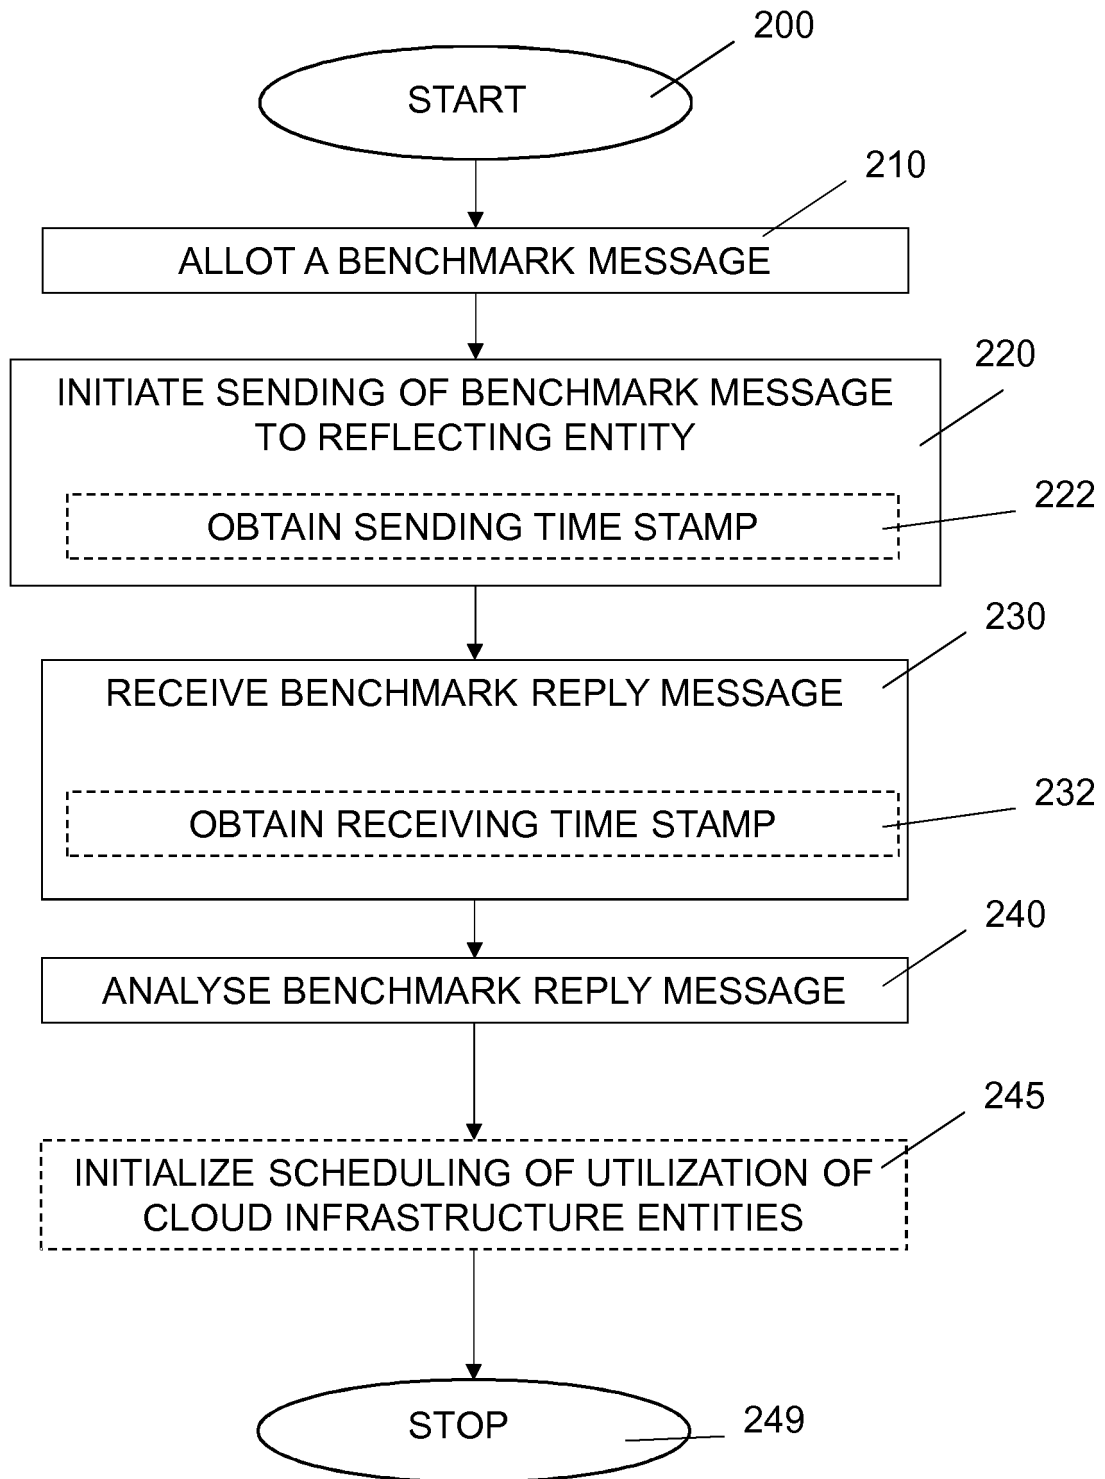 200
START
210
ALLOT A BENCHMARK MESSAGE
220
INITIATE SENDING OF BENCHMARK MESSAGE
TO REFLECTING ENTITY
222
OBTAIN SENDING TIME STAMP
230
RECEIVE BENCHMARK REPLY MESSAGE
232
OBTAIN RECEIVING TIME STAMP
240
ANALYSE BENCHMARK REPLY MESSAGE
245
INITIALIZE SCHEDULING OF UTILIZATION OF
CLOUD INFRASTRUCTURE ENTITIES
STOP
249